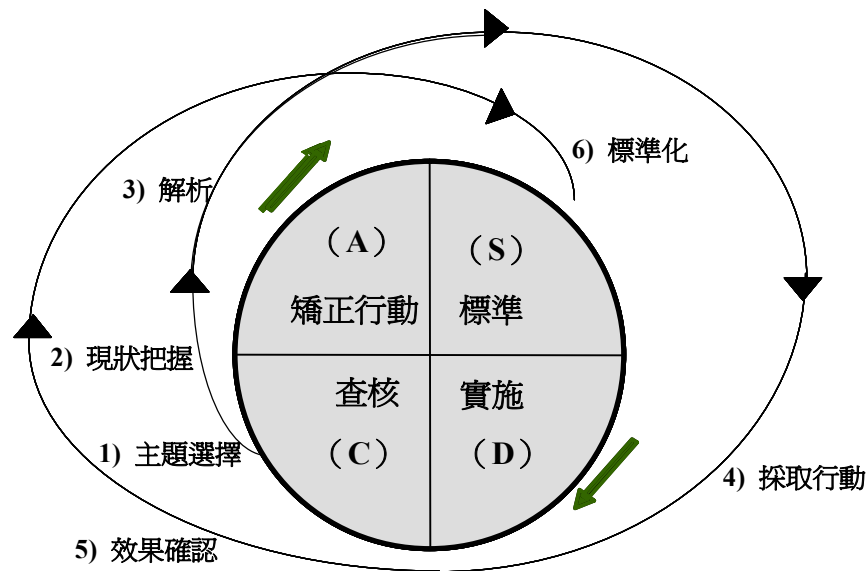 6) 標準化
3) 解析
（A） （S）
矯正行動 標準
2) 現狀把握
查核 實施
1) 主題選擇
（C） （D）
4) 採取行動
5) 效果確認